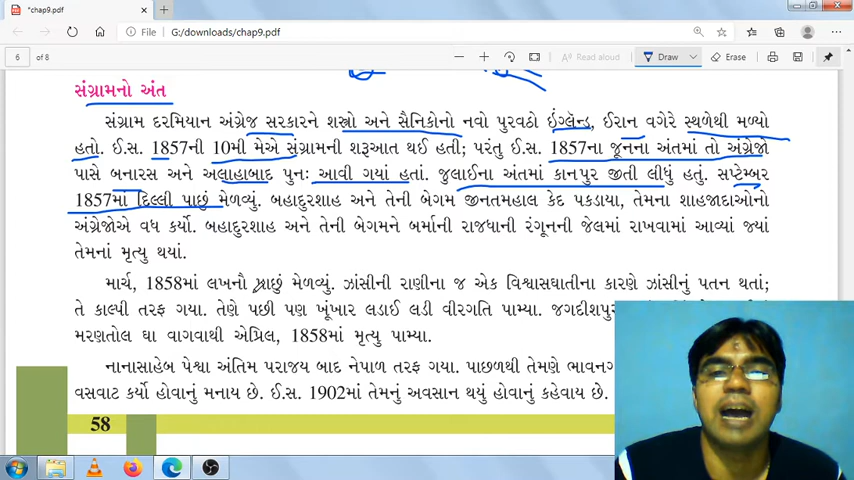 *chap9.pdf
File
G:/downloads/chap9.pdf
6
of 8
Read aloud
Draw
Erase
સંગ્રામનો અંત
સંગ્રામ દરમિયાન અંગ્રેજ સરકારને શસ્ત્રો અને સૈનિકોનો નવો પુરવઠો ઇંગ્લૅન્ડ, ઈરાન વગેરે સ્થળેથી મળ્યો
હતો. ઈ.સ. 1857ની 10મી મેએ સંગ્રામની શરૂઆત થઈ હતી; પરંતુ ઈ.સ. 1857ના જૂનના અંતમાં તો અંગ્રેજો
પાસે બનારસ અને અલાહાબાદ પુનઃ આવી ગયાં હતાં. જુલાઈના અંતમાં કાનપુર જીતી લીધું હતું. સપ્ટેમ્બર
1857માં દિલ્લી પાછું મેળવ્યું. બહાદુરશાહ અને તેની બેગમ જીનતમહાલ કેદ પકડાયા, તેમના શાહજાદાઓનો
અંગ્રેજોએ વધ કર્યો. બહાદુરશાહ અને તેની બેગમને બર્માની રાજધાની રંગૂનની જેલમાં રાખવામાં આવ્યાં જ્યાં
તેમનાં મૃત્યુ થયાં.
માર્ચ, 1858માં લખનૌ પાછું મેળવ્યું. ઝાંસીની રાણીના જ એક વિશ્વાસઘાતીના કારણે ઝાંસીનું પતન થતાં;
તે કાલ્પી તરફ ગયા. તેણે પછી પણ ખૂંખાર લડાઈ લડી વીરગતિ પામ્યા. જગદીશપુર
મરણતોલ ઘા વાગવાથી એપ્રિલ, 1858માં મૃત્યુ પામ્યા.
નાનાસાહેબ પેશ્વા અંતિમ પરાજય બાદ નેપાળ તરફ ગયા. પાછળથી તેમણે ભાવનગ
વસવાટ કર્યો હોવાનું મનાય છે. ઈ.સ. 1902માં તેમનું અવસાન થયું હોવાનું કહેવાય છે.
58